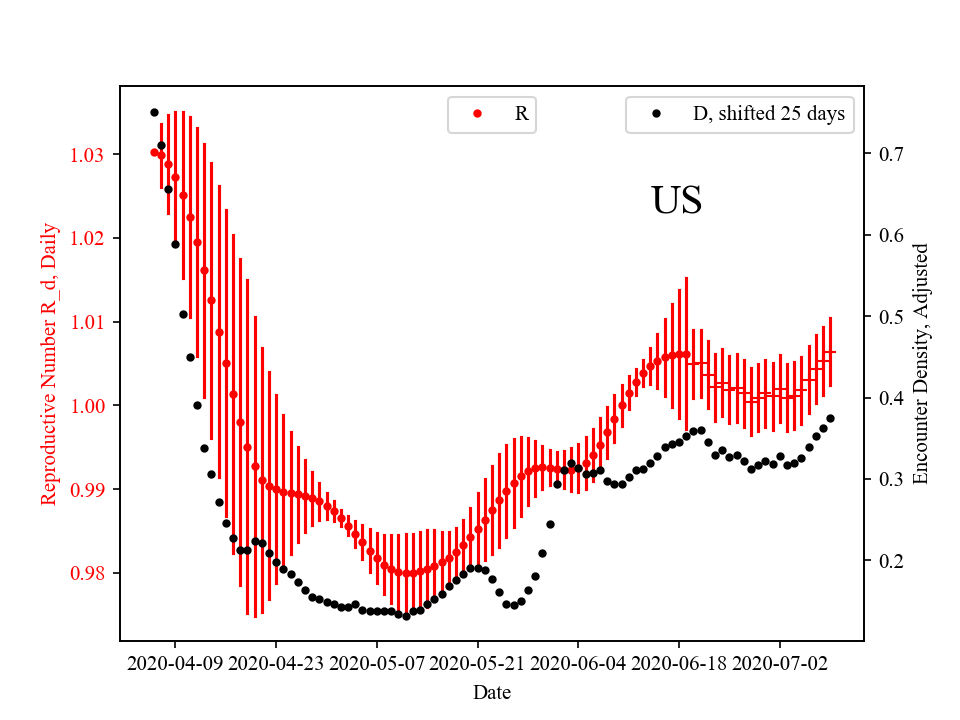 R
D, shifted 25 days
US
Reproductive Number R_d, Daily
1.03
1.02
1.01
1.00
0.99
0.98
0.7
0.6
0.5
0.4
0.3
0.2
Encounter Density, Adjusted
2020-04-09 2020-04-23 2020-05-07 2020-05-21 2020-06-04 2020-06-18 2020-07-02
Date